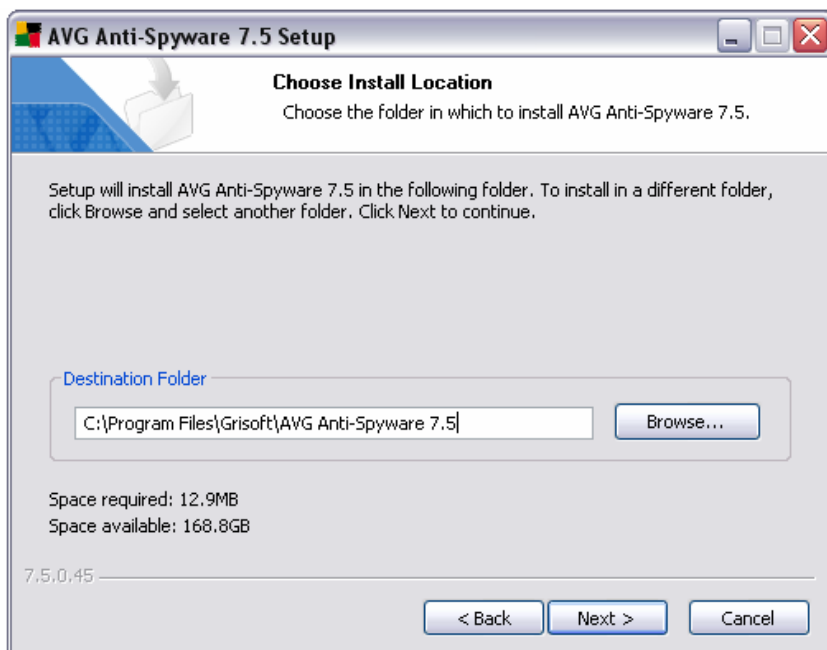 AVG Anti-Spyware 7.5 Setup
Choose Install Location
Choose the folder in which to install AVG Anti-Spyware 7.5.
Setup will install AVG Anti-Spyware 7.5 in the following folder. To install in a different folder,
click Browse and select another folder. Click Next to continue.
Destination Folder
C:\Program Files\Grisoft\AVG Anti-Spyware 7.5
Browse...
Space required: 12.9MB
Space available: 168.8GB
7.5.0.45
< Back
Next >
Cancel